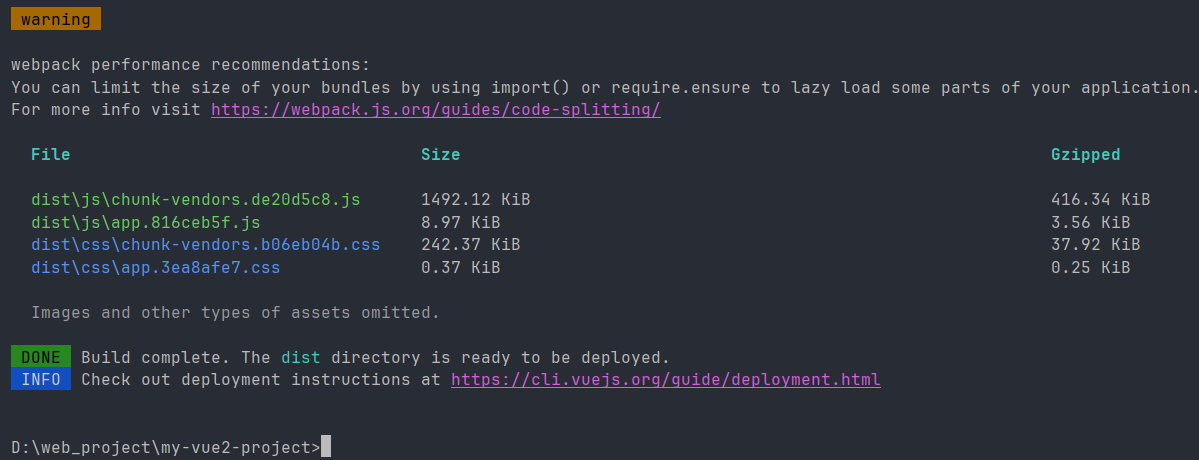 warning
webpack performance recommendations:
You can limit the size of your bundles by using import() or require.ensure to lazy load some parts of your application.
For more info visit https://webpack.js.org/guides/code-splitting/
File Size Gzipped
dist\js\chunk-vendors.de20d5c8.js 1492.12 KiB 416.34 KiB
dist\js\app.816ceb5f.js 8.97 KiB 3.56 KiB
dist\css\chunk-vendors.b06eb04b.css 242.37 KiB 37.92 KiB
dist\css\app.3ea8afe7.css 0.37 KiB 0.25 KiB
Images and other types of assets omitted.
DONE Build complete. The dist directory is ready to be deployed.
INFO Check out deployment instructions at https://cli.vuejs.org/guide/deployment.html
D:\web_project\my-vue2-project>